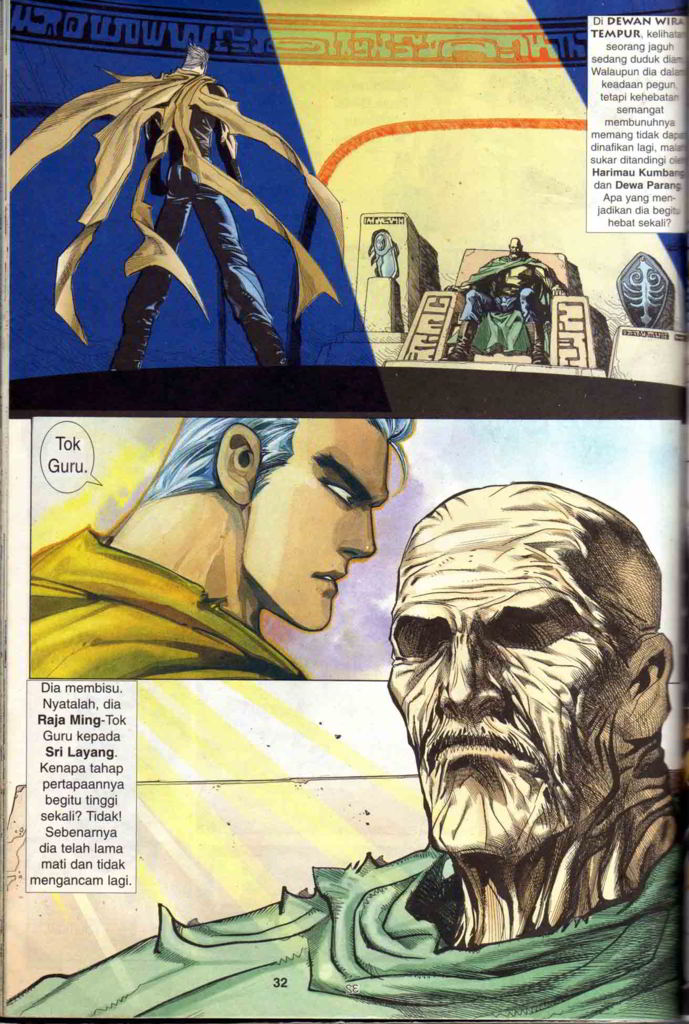 Di DEWAN WIRA
TEMPUR, kelihatan
seorang jaguh
sedang duduk diam.
Walaupun dia dalam
keadaan pegun,
tetapi kehebatan
semangat
membunuhnya
memang tidak dapat
dinafikan lagi, malah
sukar ditandingi oleh
Harimau Kumbang
dan Dewa Parang.
Apa yang men-
jadikan dia begitu
hebat sekali?
Tok
Guru.
Dia membisu.
Nyatalah, dia
Raja Ming-Tok
Guru kepada
Sri Layang.
Kenapa tahap
pertapaannya
begitu tinggi
sekali? Tidak!
Sebenarnya
dia telah lama
mati dan tidak
mengancam lagi.
32